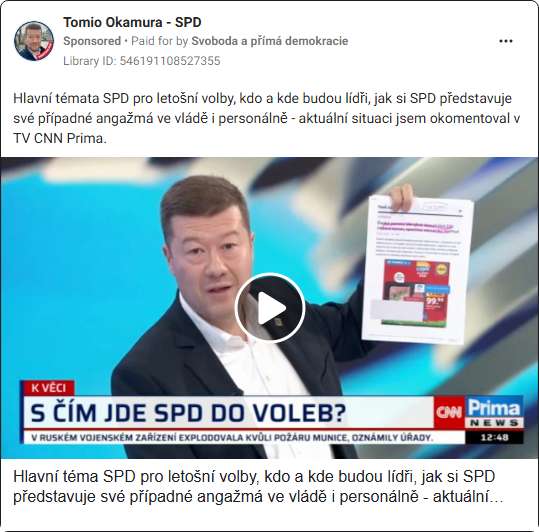 Tomio Okamura - SPD
Sponsored • Paid for by Svoboda a přímá demokracie
Library ID: 546191108527355
Hlavní témata SPD pro letošní volby, kdo a kde budou lídři, jak si SPD představuje
své případné angažmá ve vládě i personálně - aktuální situaci jsem okomentoval v
TV CNN Prima.
K VĚCI
S ČÍM JDE SPD DO VOLEB?
CNN Prima
NEWS
V RUSKÉM VOJENSKÉM ZAŘÍZENÍ EXPLODOVALA KVŮLI POŽÁRU MUNICE, OZNÁMILY ÚŘADY.
12:48
Hlavní téma SPD pro letošní volby, kdo a kde budou lídři, jak si SPD
představuje své případné angažmá ve vládě i personálně - aktuální...